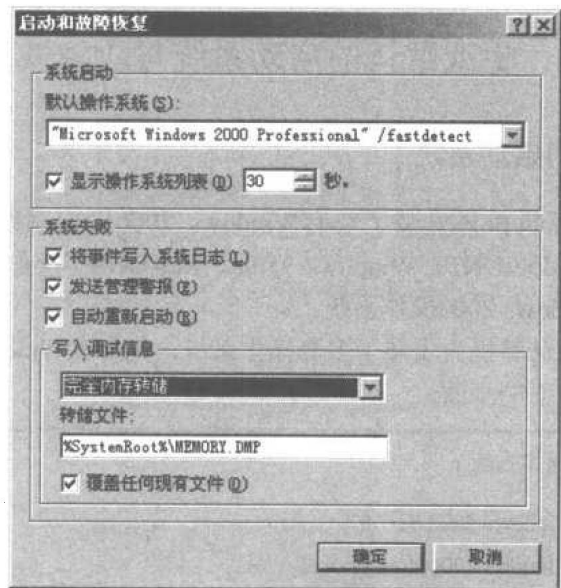 启动和故障恢复
系统启动
默认操作系统(S):
"Microsoft Windows 2000 Professional" /fastdetect
显示操作系统列表(D) 30 秒。
系统失败
将事件写入系统日志(L)
发送管理警报(E)
自动重新启动(R)
写入调试信息
完全内存转储
转储文件:
%SystemRoot%\MEMORY.DMP
覆盖任何现有文件(O)
确定 取消